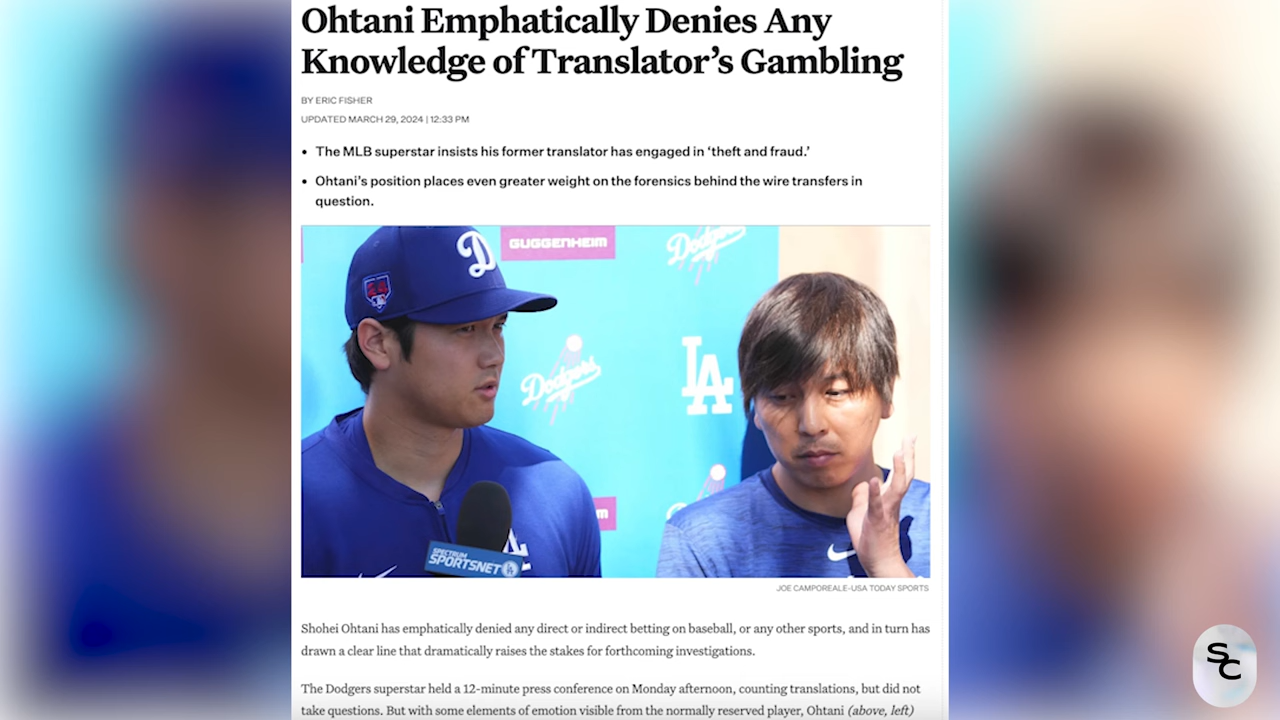 Ohtani Emphatically Denies Any
Knowledge of Translator’s Gambling
BY ERIC FISHER
UPDATED MARCH 29, 2024 | 12:33 PM
• The MLB superstar insists his former translator has engaged in ‘theft and fraud.’
• Ohtani’s position places even greater weight on the forensics behind the wire transfers in
question.
GUGGENHEIM
Dodgers
D
Dodgers
LA
SPECTRUM
SPORTSNET LA
JOE CAMPOREALE-USA TODAY SPORTS
Shohei Ohtani has emphatically denied any direct or indirect betting on baseball, or any other sports, and in turn has
drawn a clear line that dramatically raises the stakes for forthcoming investigations.
The Dodgers superstar held a 12-minute press conference on Monday afternoon, counting translations, but did not
take questions. But with some elements of emotion visible from the normally reserved player, Ohtani (above, left)
SC